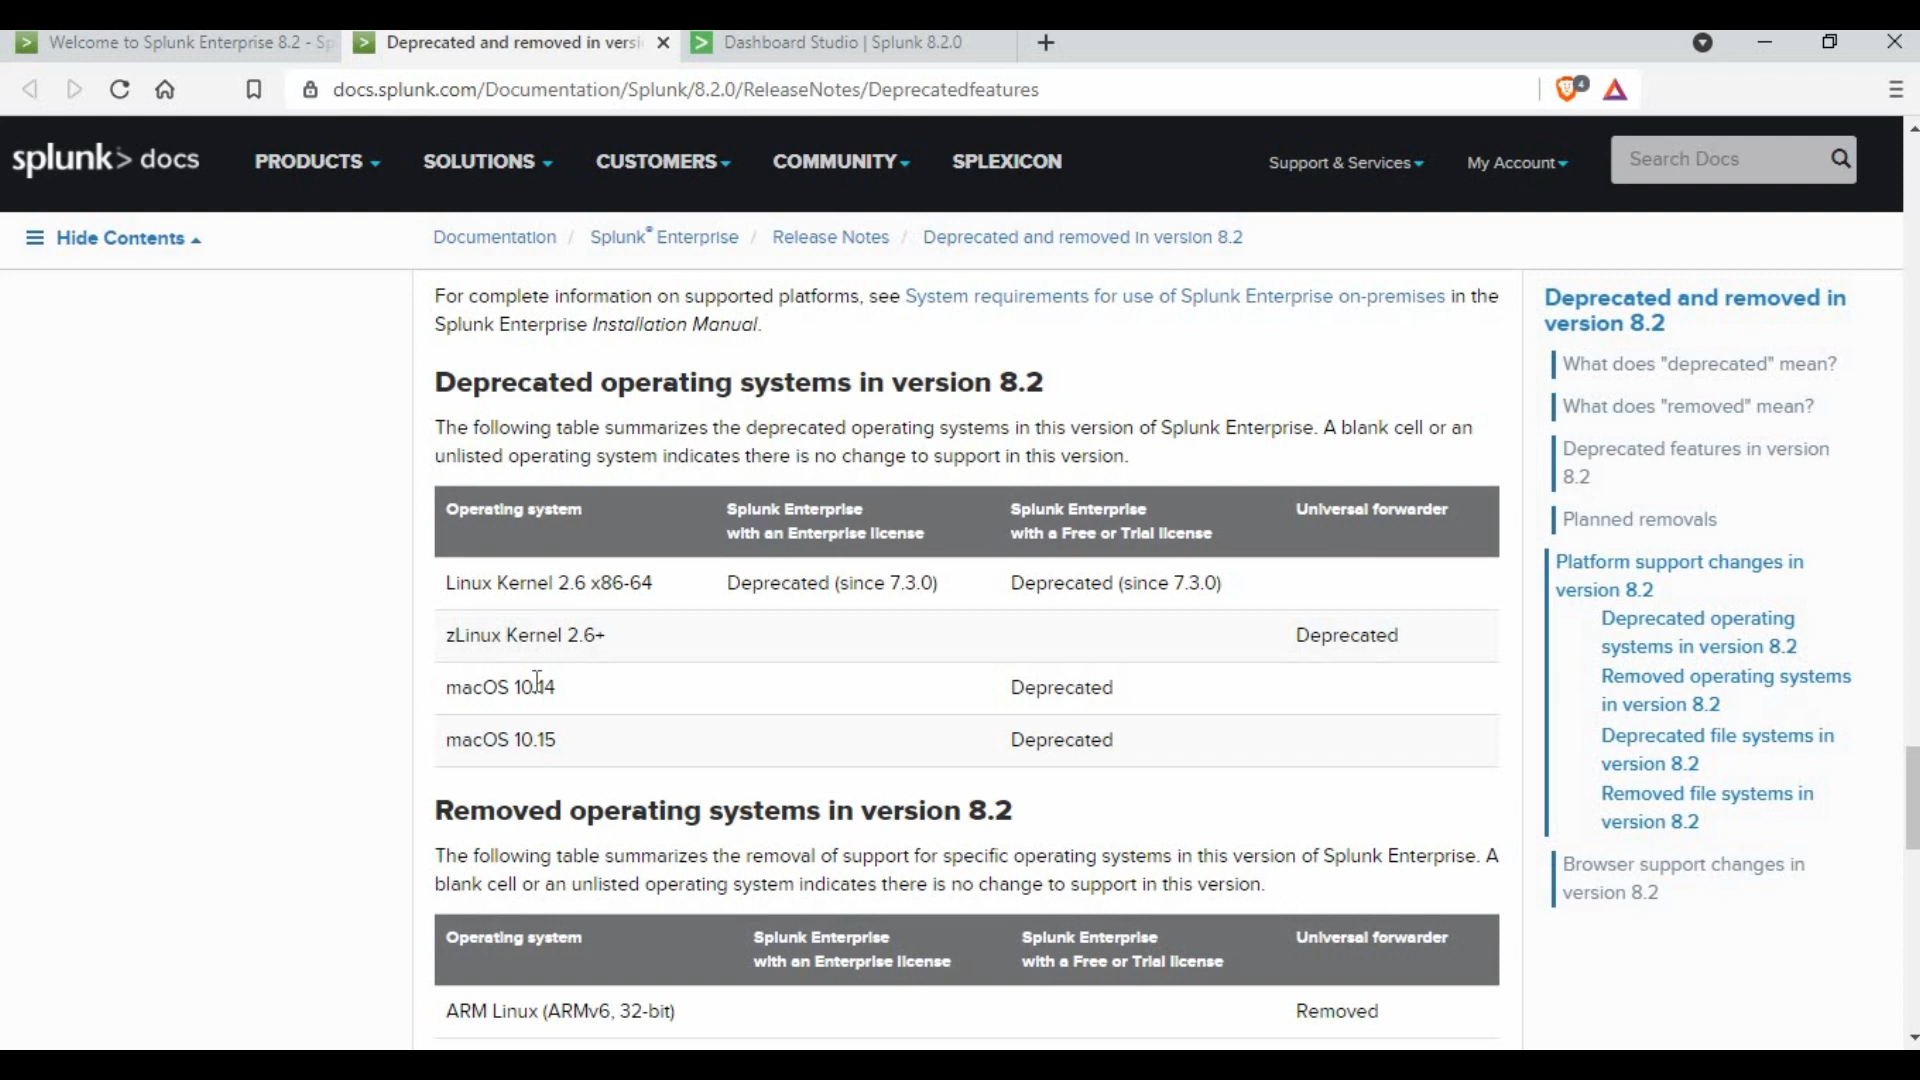 Welcome to Splunk Enterprise 8.2 - Sp
Deprecated and removed in versi
Dashboard Studio | Splunk 8.2.0
docs.splunk.com/Documentation/Splunk/8.2.0/ReleaseNotes/Deprecatedfeatures
4
splunk> docs
PRODUCTS
SOLUTIONS
CUSTOMERS
COMMUNITY
SPLEXICON
Support & Services
My Account
Search Docs
Hide Contents
Documentation / Splunk® Enterprise / Release Notes / Deprecated and removed in version 8.2
For complete information on supported platforms, see System requirements for use of Splunk Enterprise on-premises in the
Splunk Enterprise Installation Manual.
Deprecated operating systems in version 8.2
The following table summarizes the deprecated operating systems in this version of Splunk Enterprise. A blank cell or an
unlisted operating system indicates there is no change to support in this version.
Operating system
Splunk Enterprise
with an Enterprise license
Splunk Enterprise
with a Free or Trial license
Universal forwarder
Linux Kernel 2.6 x86-64 Deprecated (since 7.3.0) Deprecated (since 7.3.0)
zLinux Kernel 2.6+ Deprecated
macOS 10.14 Deprecated
macOS 10.15 Deprecated
Removed operating systems in version 8.2
The following table summarizes the removal of support for specific operating systems in this version of Splunk Enterprise. A
blank cell or an unlisted operating system indicates there is no change to support in this version.
Operating system
Splunk Enterprise
with an Enterprise license
Splunk Enterprise
with a Free or Trial license
Universal forwarder
ARM Linux (ARMv6, 32-bit) Removed
Deprecated and removed in
version 8.2
What does "deprecated" mean?
What does "removed" mean?
Deprecated features in version
8.2
Planned removals
Platform support changes in
version 8.2
Deprecated operating
systems in version 8.2
Removed operating systems
in version 8.2
Deprecated file systems in
version 8.2
Removed file systems in
version 8.2
Browser support changes in
version 8.2